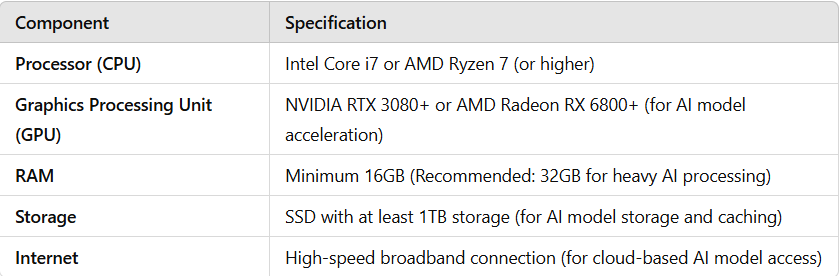 Component Specification
Processor (CPU) Intel Core i7 or AMD Ryzen 7 (or higher)
Graphics Processing Unit NVIDIA RTX 3080+ or AMD Radeon RX 6800+ (for AI model
(GPU) acceleration)
RAM Minimum 16GB (Recommended: 32GB for heavy AI processing)
Storage SSD with at least 1TB storage (for AI model storage and caching)
Internet High-speed broadband connection (for cloud-based AI model access)